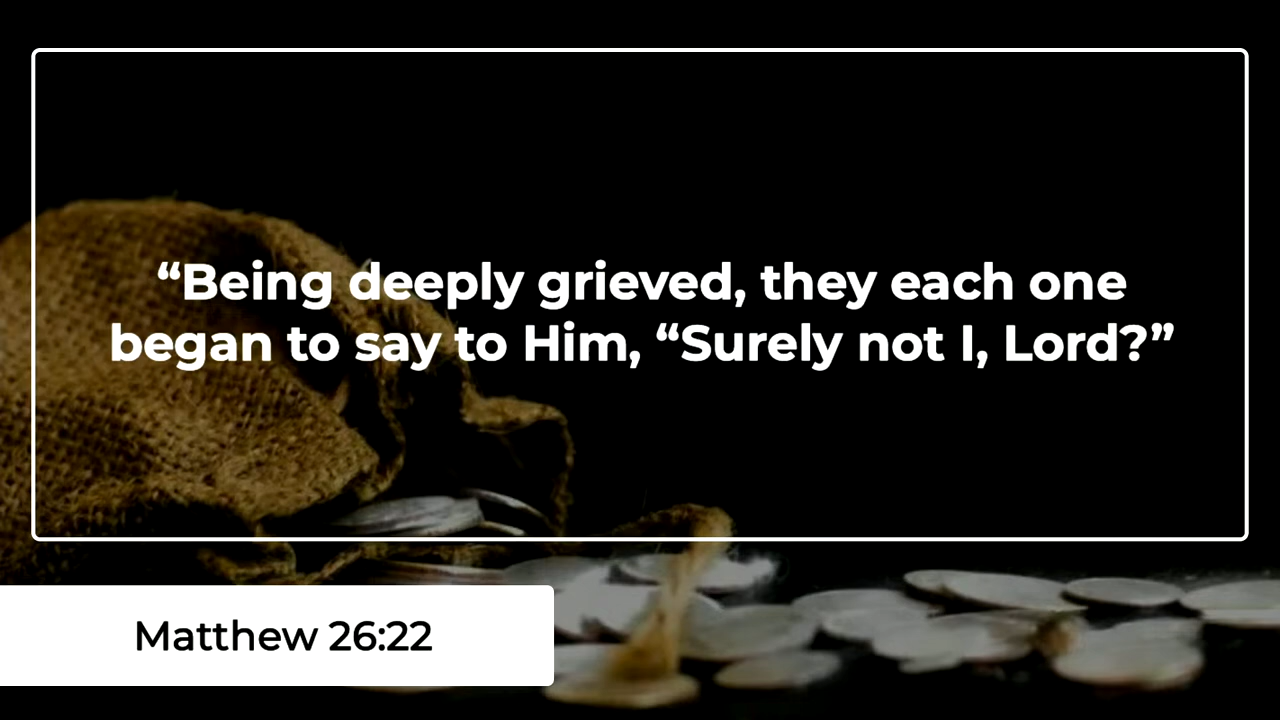 “Being deeply grieved, they each one
began to say to Him, “Surely not I, Lord?”
Matthew 26:22